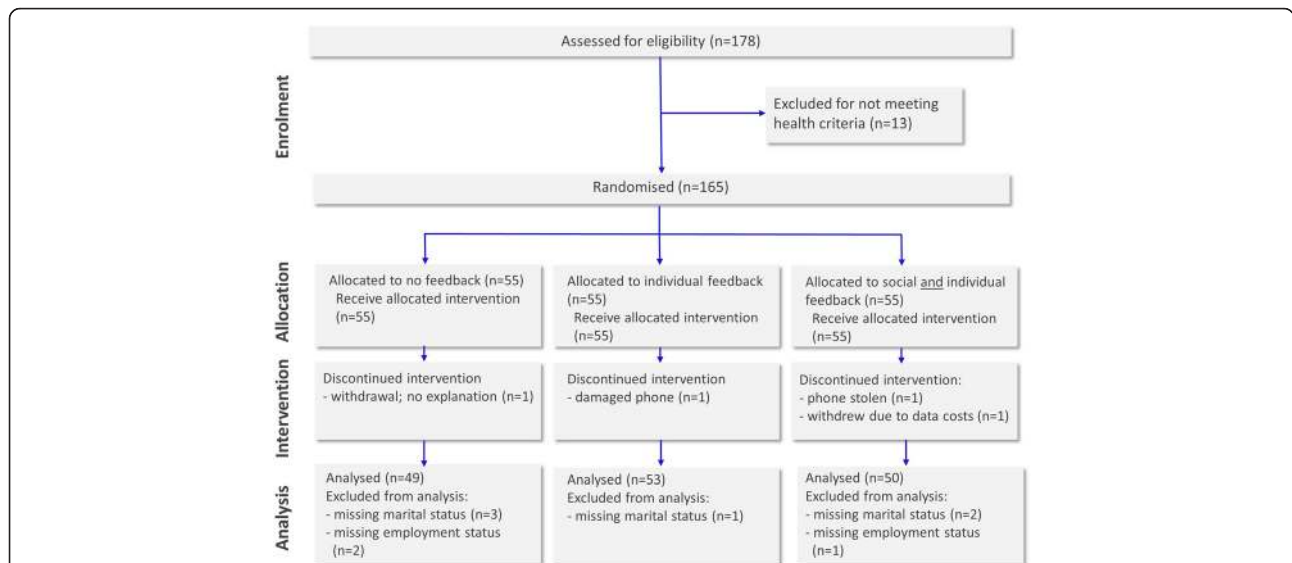 Assessed for eligibility (n=178)
Enrolment
Excluded for not meeting
health criteria (n=13)
Randomised (n=165)
Allocation
Allocated to no feedback (n=55)
Receive allocated intervention
(n=55)
Allocated to individual feedback
(n=55)
Receive allocated intervention
(n=55)
Allocated to social and individual
feedback (n=55)
Receive allocated intervention
(n=55)
Intervention
Discontinued intervention
- withdrawal; no explanation (n=1)
Discontinued intervention
- damaged phone (n=1)
Discontinued intervention:
- phone stolen (n=1)
- withdrew due to data costs (n=1)
Analysis
Analysed (n=49)
Excluded from analysis:
- missing marital status (n=3)
- missing employment status
(n=2)
Analysed (n=53)
Excluded from analysis:
- missing marital status (n=1)
Analysed (n=50)
Excluded from analysis:
- missing marital status (n=2)
- missing employment status
(n=1)